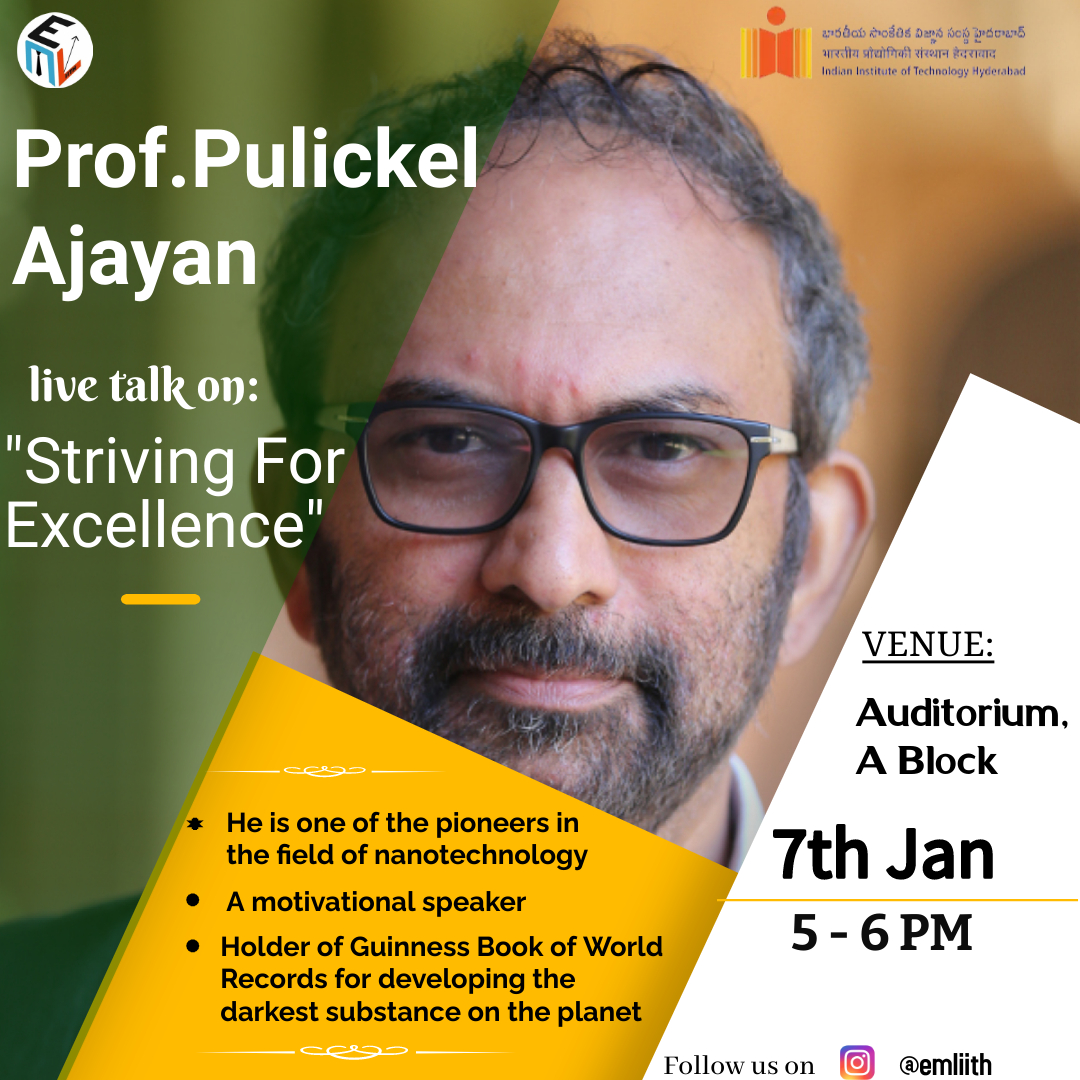 EML
భారతీయ సాంకేతిక విజ్ఞాన సంస్థ హైదరాబాద్
भारतीय प्रौद्योगिकी संस्थान हैदराबाद
Indian Institute of Technology Hyderabad
Prof.Pulickel
Ajayan
live talk on:
"Striving For
Excellence"
VENUE:
Auditorium,
A Block
7th Jan
5 - 6 PM
He is one of the pioneers in
the field of nanotechnology
A motivational speaker
Holder of Guinness Book of World
Records for developing the
darkest substance on the planet
Follow us on @emliith